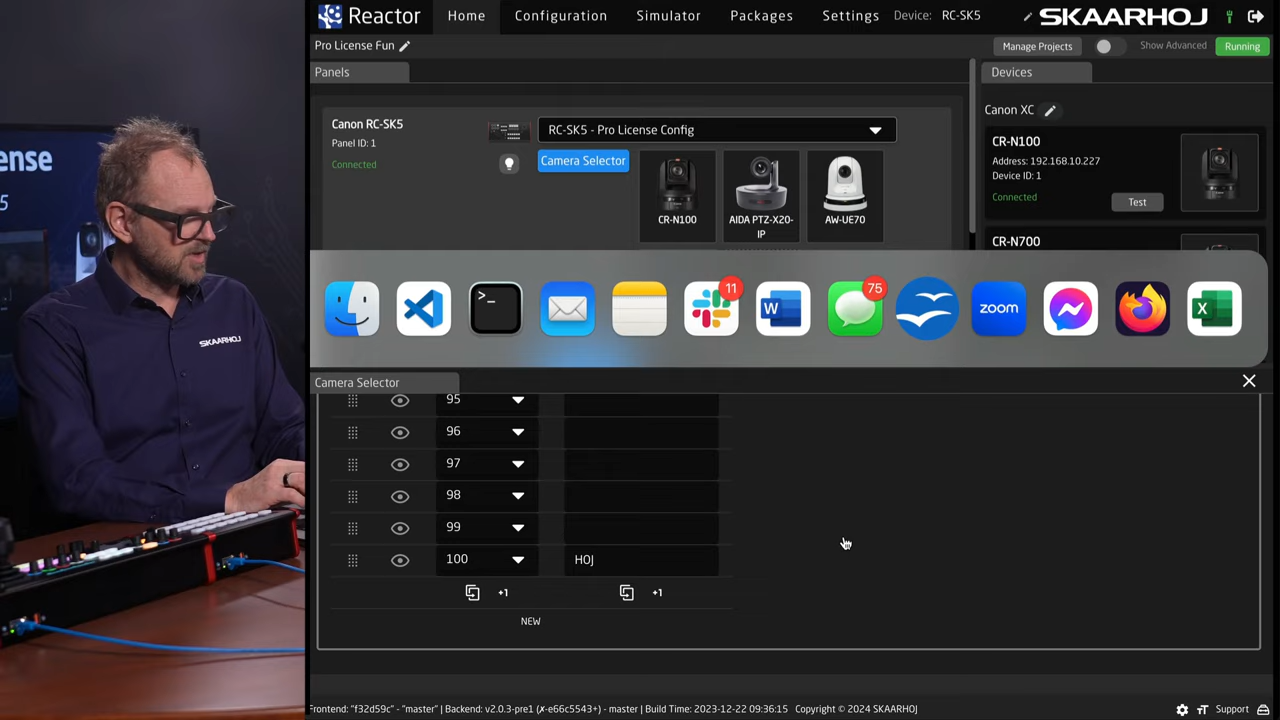 Reactor
Home
Configuration
Simulator
Packages
Settings
Device: RC-SK5
SKAARHOJ
Pro License Fun
Manage Projects
Show Advanced
Running
Panels
Devices
Canon RC-SK5
Panel ID: 1
Connected
RC-SK5 - Pro License Config
Camera Selector
CR-N100
AIDA PTZ-X20-
IP
AW-UE70
Canon XC
CR-N100
Address: 192.168.10.227
Device ID: 1
Connected
Test
CR-N700
>_
11
W
75
zoom
X
Camera Selector
95
96
97
98
99
100
HOJ
+1
+1
NEW
Frontend: "f32d59c" - "master" | Backend: v2.0.3-pre1 (✗-e66c5543+) - master | Build Time: 2023-12-22 09:36:15 Copyright © 2024 SKAARHOJ
Support
ense
5
SKAARHOJ
SKAARHOJ